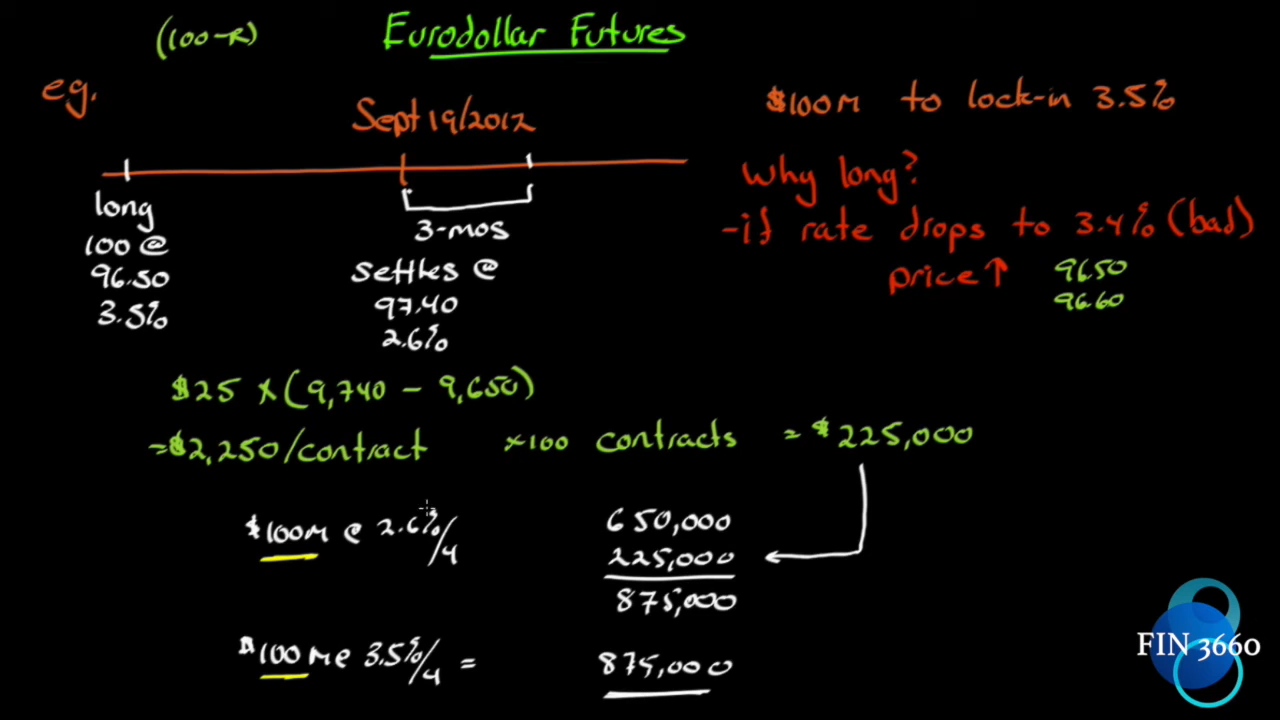 (100-R)
Eurodollar Futures
eg.
Sept 19/2012
$100M to lock-in 3.5%
Why long?
-if rate drops to 3.4% (bad)
price ↑
96.50
96.60
long
100 @
96.50
3.5%
3-mos
settles @
97.40
2.6%
$25 × (9,740 - 9,650)
=$2,250/contract ×100 contracts = $225,000
$100M @ 2.6%/4
650,000
225,000
875,000
$100M @ 3.5%/4 = 875,000
FIN 3660